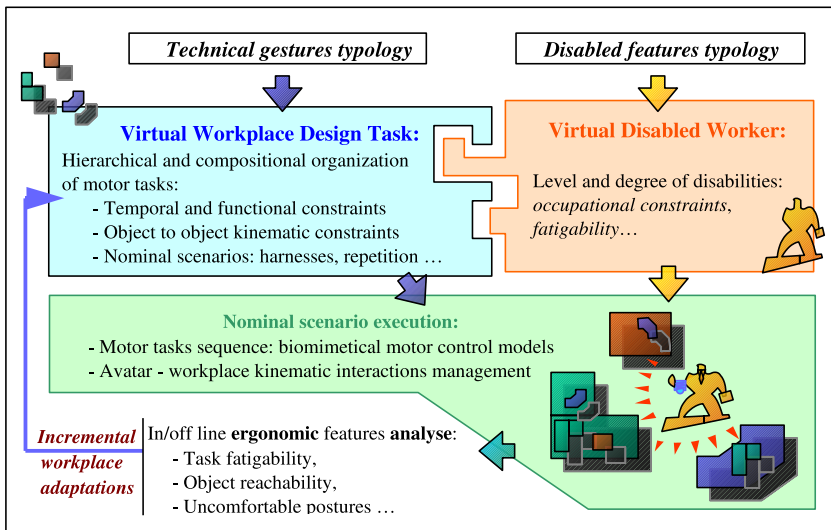 Technical gestures typology
Disabled features typology
Virtual Workplace Design Task:
Hierarchical and compositional organization
of motor tasks:
- Temporal and functional constraints
- Object to object kinematic constraints
- Nominal scenarios: harnesses, repetition …
Virtual Disabled Worker:
Level and degree of disabilities:
occupational constraints,
fatigability…
Nominal scenario execution:
- Motor tasks sequence: biomimetical motor control models
- Avatar - workplace kinematic interactions management
Incremental
workplace
adaptations
In/off line ergonomic features analyse:
- Task fatigability,
- Object reachability,
- Uncomfortable postures …